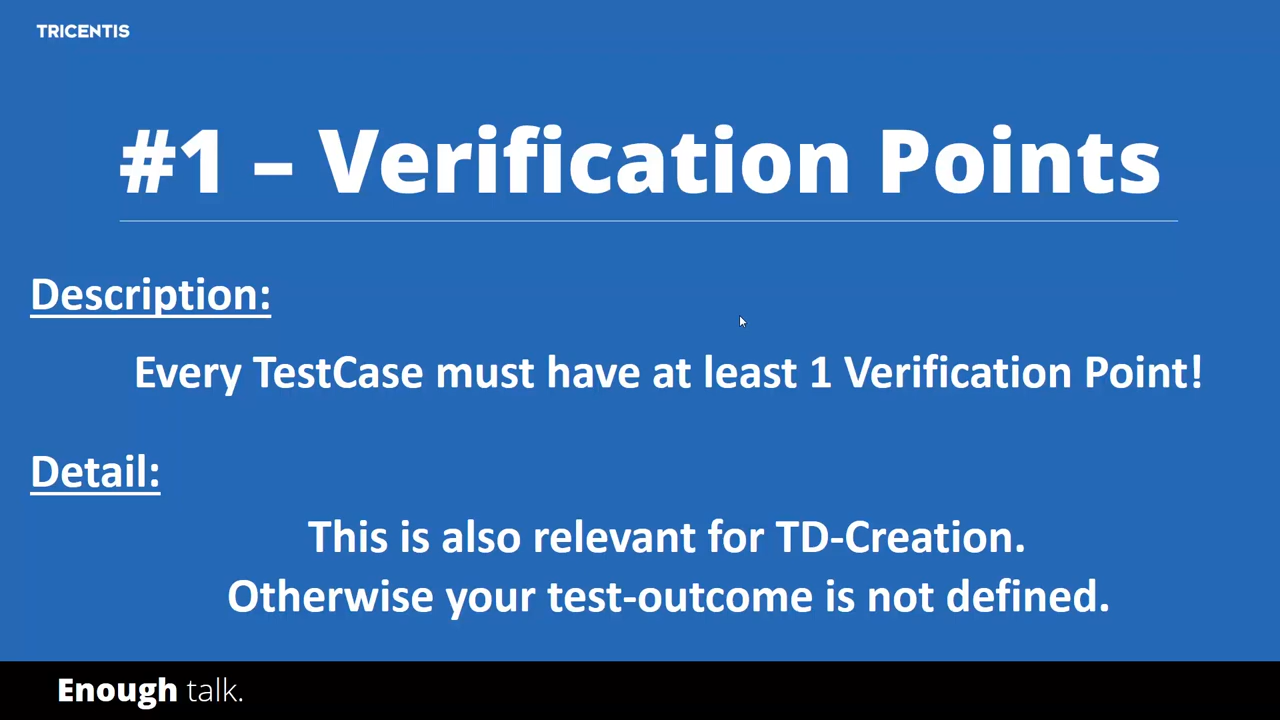 TRICENTIS
#1 – Verification Points
Description:
Every TestCase must have at least 1 Verification Point!
Detail:
This is also relevant for TD-Creation.
Otherwise your test-outcome is not defined.
Enough talk.